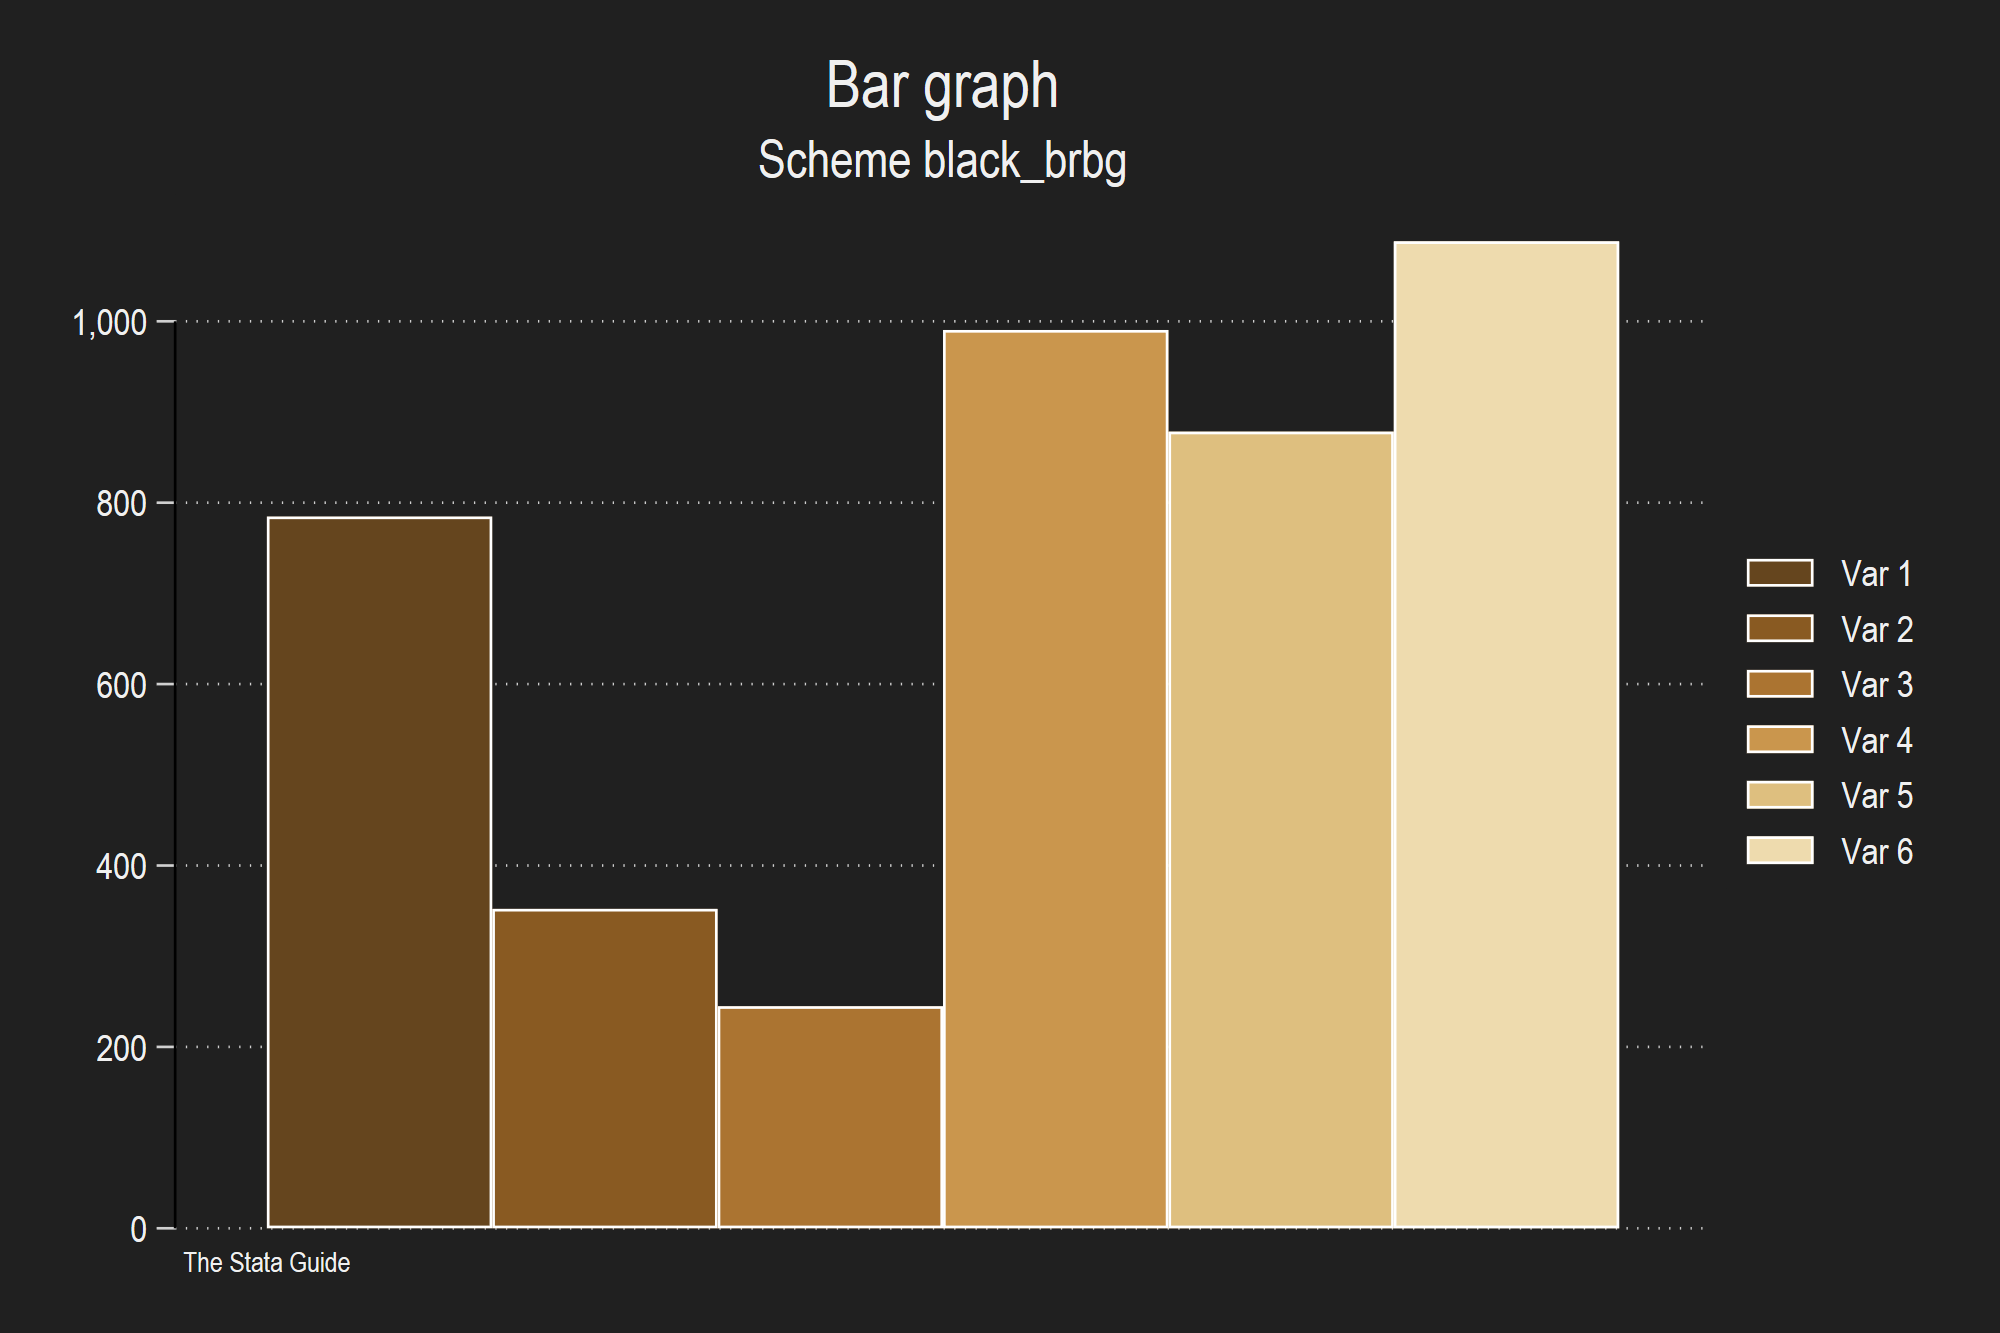 Bar graph
Scheme black_brbg
1,000
800
600
400
200
0
Var 1
Var 2
Var 3
Var 4
Var 5
Var 6
The Stata Guide